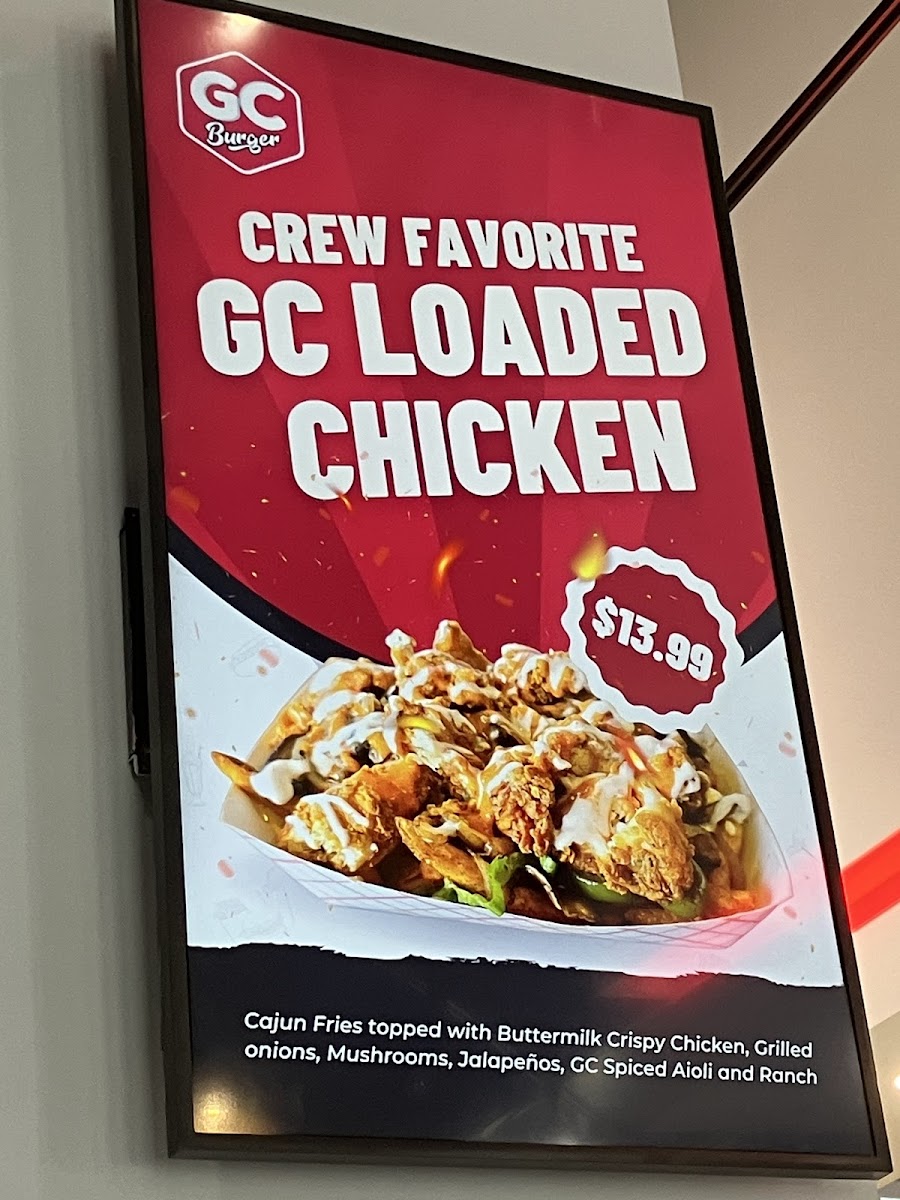 GC
Burger
CREW FAVORITE
GC LOADED
CHICKEN
$13.99
Cajun Fries topped with Buttermilk Crispy Chicken, Grilled
onions, Mushrooms, Jalapeños, GC Spiced Aioli and Ranch